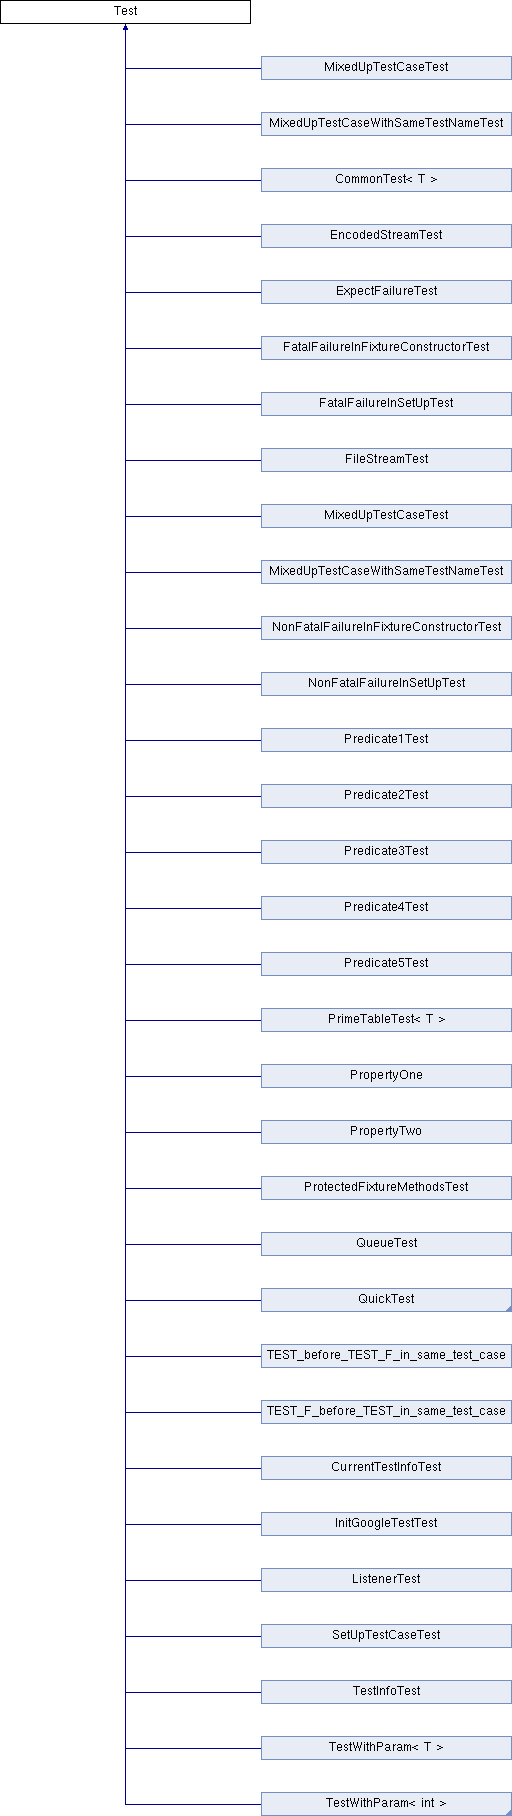 Test
MixedUpTestCaseTest
MixedUpTestCaseWithSameTestNameTest
CommonTest< T >
EncodedStreamTest
ExpectFailureTest
FatalFailureInFixtureConstructorTest
FatalFailureInSetUpTest
FileStreamTest
MixedUpTestCaseTest
MixedUpTestCaseWithSameTestNameTest
NonFatalFailureInFixtureConstructorTest
NonFatalFailureInSetUpTest
Predicate1Test
Predicate2Test
Predicate3Test
Predicate4Test
Predicate5Test
PrimeTableTest< T >
PropertyOne
PropertyTwo
ProtectedFixtureMethodsTest
QueueTest
QuickTest
TEST_before_TEST_F_in_same_test_case
TEST_F_before_TEST_in_same_test_case
CurrentTestInfoTest
InitGoogleTestTest
ListenerTest
SetUpTestCaseTest
TestInfoTest
TestWithParam< T >
TestWithParam< int >